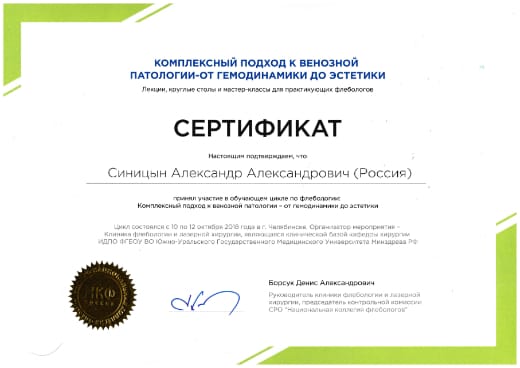 КОМПЛЕКСНЫЙ ПОДХОД К ВЕНОЗНОЙ
ПАТОЛОГИИ-ОТ ГЕМОДИНАМИКИ ДО ЭСТЕТИКИ
Лекции, круглые столы и мастер-классы для практикующих флебологов
СЕРТИФИКАТ
Настоящим подтверждаем, что
Синицын Александр Александрович (Россия)
принял участие в обучающем цикле по флебологии:
Комплексный подход к венозной патологии – от гемодинамики до эстетики
Цикл состоялся с 10 по 12 октября 2018 года в г. Челябинске. Организатор мероприятия –
Клиника флебологии и лазерной хирургии, являющаяся клинической базой кафедры хирургии
ИДПО ФГБОУ ВО Южно-Уральского Государственного Медицинского Университета Минздрава РФ
Борсук Денис Александрович
Руководитель клиники флебологии и лазерной
хирургии, председатель контрольной комиссии
СРО "Национальная коллегия флебологов"
НКФ